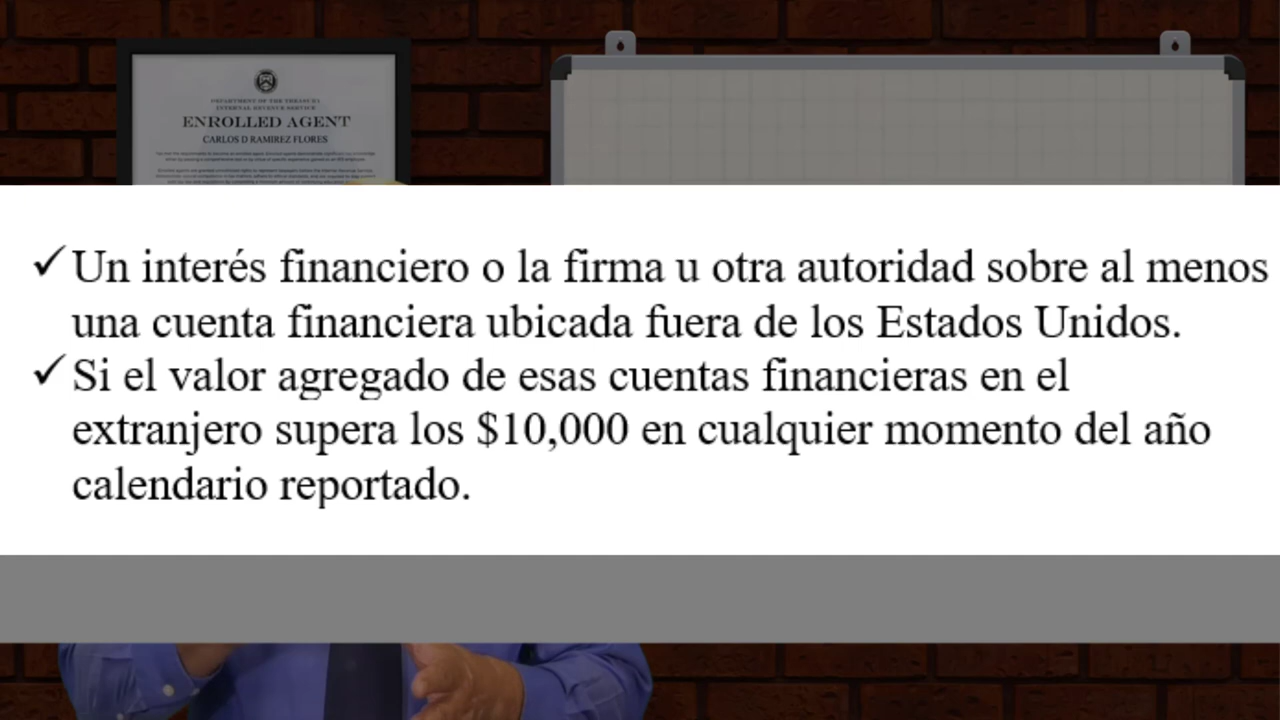 DEPARTMENT OF THE TREASURY
INTERNAL REVENUE SERVICE
ENROLLED AGENT
CARLOS D RAMIREZ FLORES
✓ Un interés financiero o la firma u otra autoridad sobre al menos
una cuenta financiera ubicada fuera de los Estados Unidos.
✓ Si el valor agregado de esas cuentas financieras en el
extranjero supera los $10,000 en cualquier momento del año
calendario reportado.